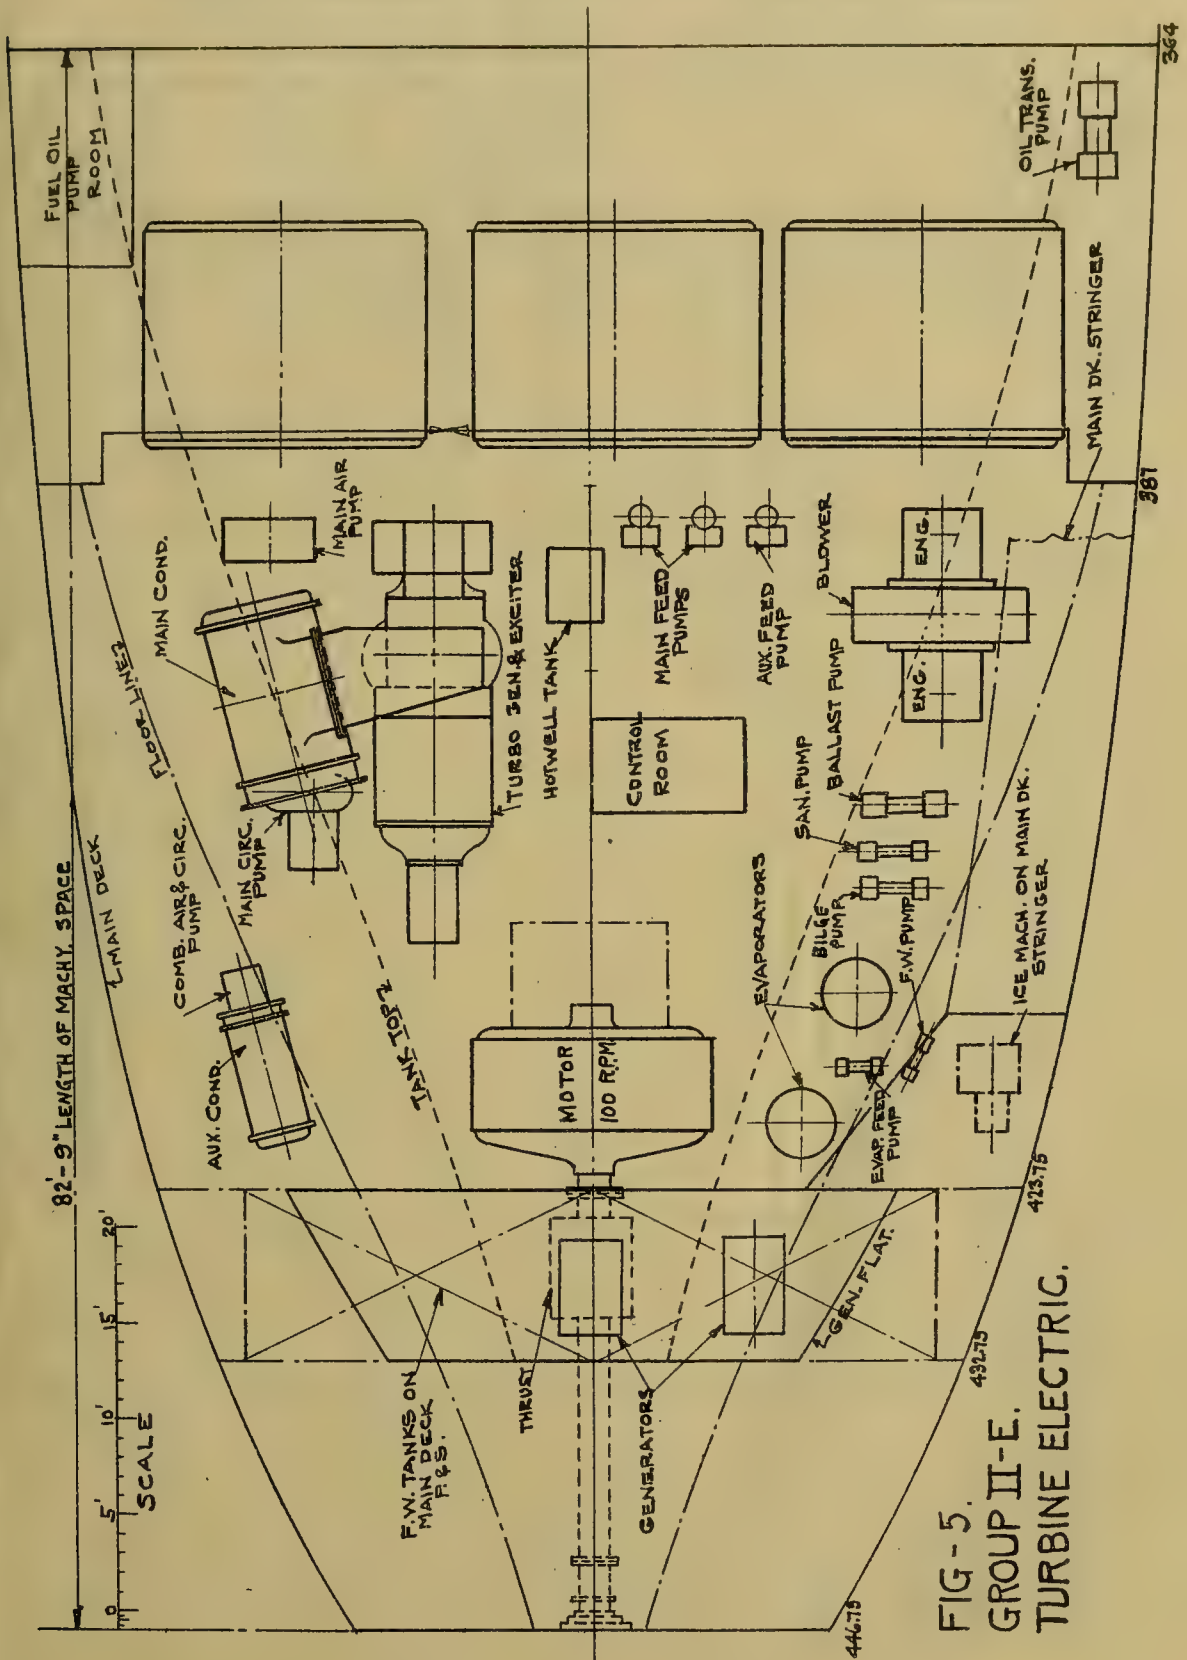 82'-9" LENGTH OF MACHY. SPACE
FUEL OIL
PUMP
ROOM
MAIN DECK
FLOOR LINE
TANK TOP
MAIN COND.
MAIN AIR
PUMP
COMB. AIR & CIRC.
PUMP
MAIN CIRC.
PUMP
AUX. COND.
TURBO GEN. & EXCITER
HOTWELL TANK
CONTROL
ROOM
MAIN FEED
PUMPS
AUX. FEED
PUMP
BLOWER
ENG.
ENG.
OIL TRANS.
PUMP
MAIN DK. STRINGER
BALLAST PUMP
SAN. PUMP
BILGE
PUMP
F.W. PUMP
EVAPORATORS
EVAP. FEED
PUMP
ICE MACH. ON MAIN DK.
STRINGER
MOTOR
100 R.P.M.
THRUST
GENERATORS
GEN. FLAT.
F.W. TANKS ON
MAIN DECK
P. & S.
0 5' 10' 15' 20'
SCALE
364
387
423.75
432.75
446.75
FIG-5.
GROUP III-E.
TURBINE ELECTRIC.